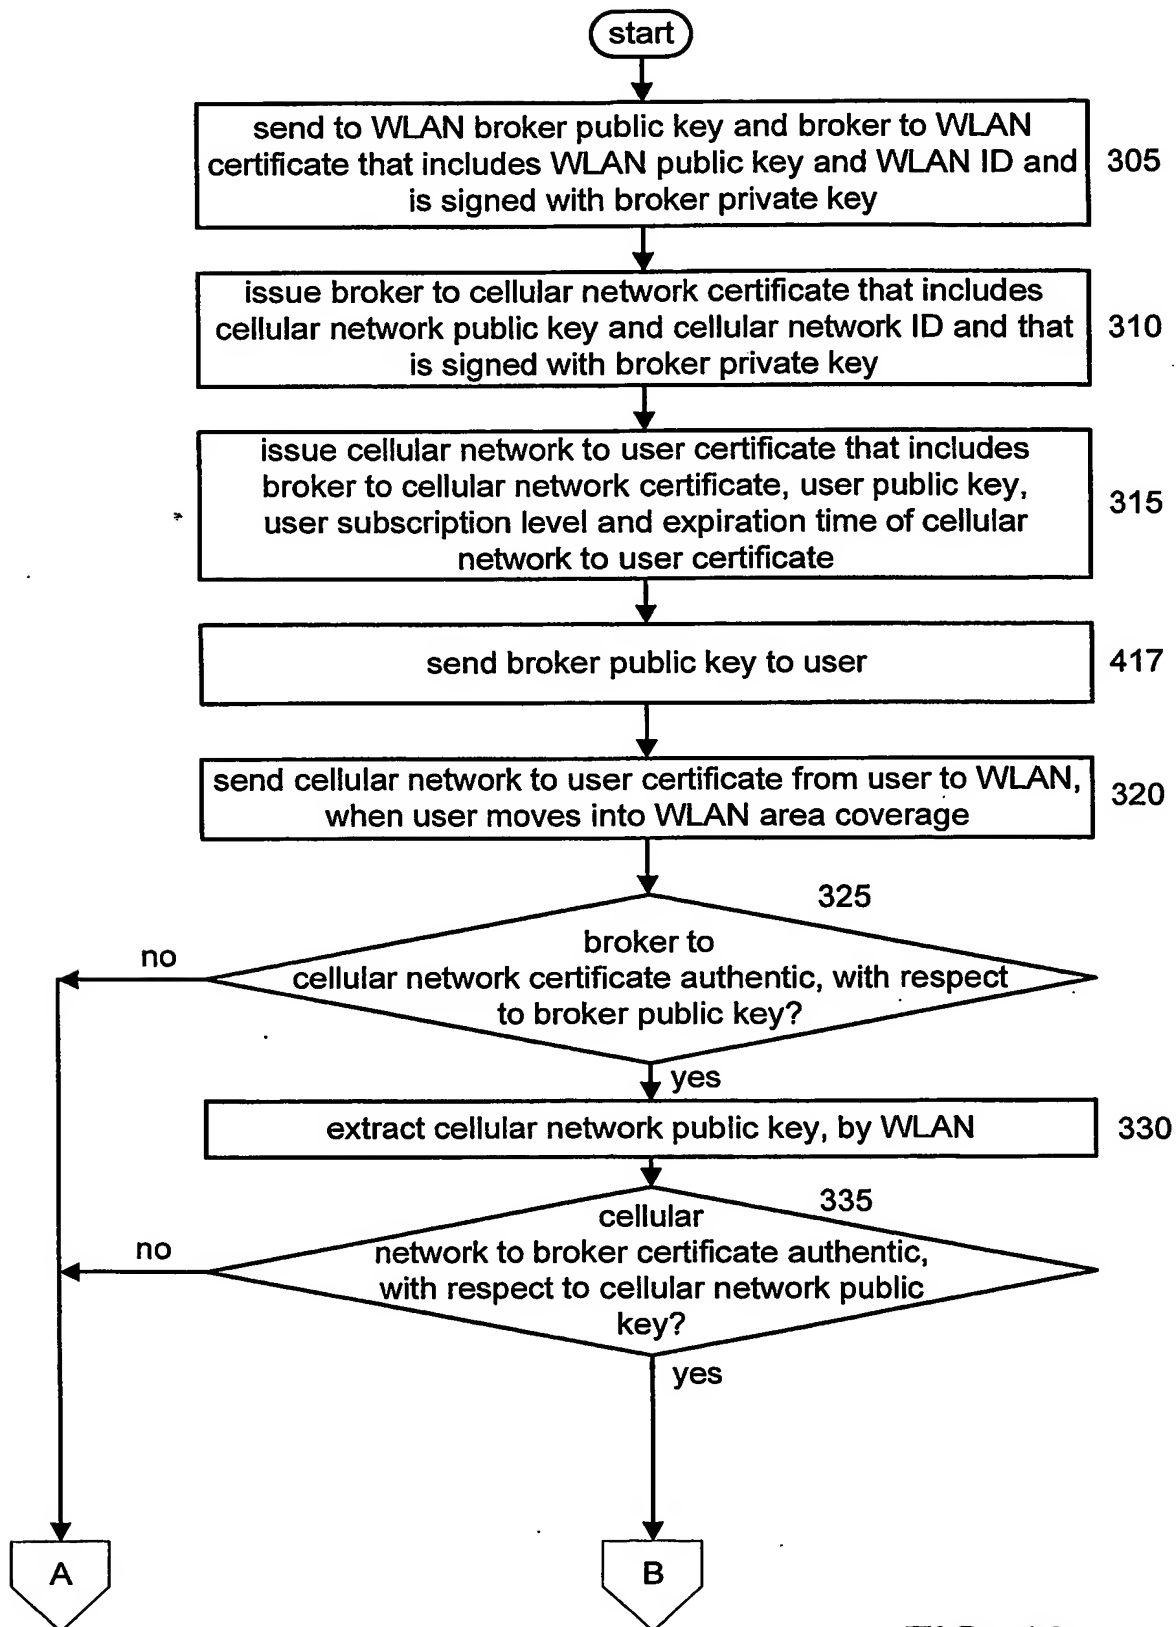 start
send to WLAN broker public key and broker to WLAN
certificate that includes WLAN public key and WLAN ID and
is signed with broker private key
305
issue broker to cellular network certificate that includes
cellular network public key and cellular network ID and that
is signed with broker private key
310
issue cellular network to user certificate that includes
broker to cellular network certificate, user public key,
user subscription level and expiration time of cellular
network to user certificate
315
send broker public key to user
417
send cellular network to user certificate from user to WLAN,
when user moves into WLAN area coverage
320
325
broker to
cellular network certificate authentic, with respect
to broker public key?
no
yes
extract cellular network public key, by WLAN
330
335
cellular
network to broker certificate authentic,
with respect to cellular network public
key?
no
yes
A
B